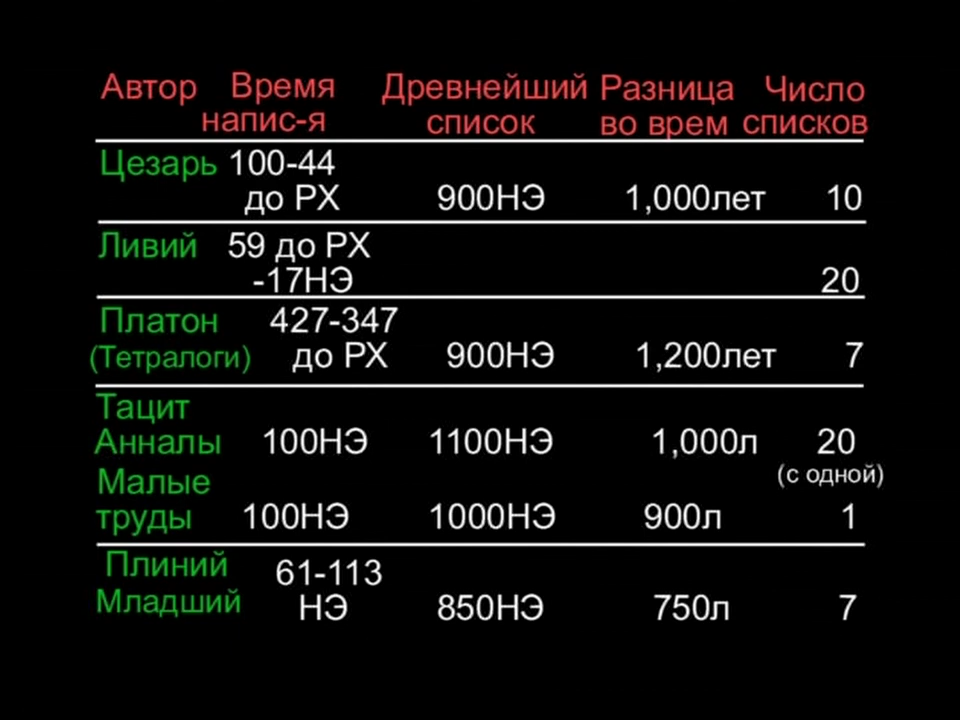 Автор Время Древнейший Разница Число
напис-я список во врем списков
Цезарь 100-44
до РХ 900НЭ 1,000лет 10
Ливий 59 до РХ
-17НЭ 20
Платон 427-347
(Тетралоги) до РХ 900НЭ 1,200лет 7
Тацит
Анналы 100НЭ 1100НЭ 1,000л 20
(с одной)
Малые
труды 100НЭ 1000НЭ 900л 1
Плиний 61-113
Младший НЭ 850НЭ 750л 7